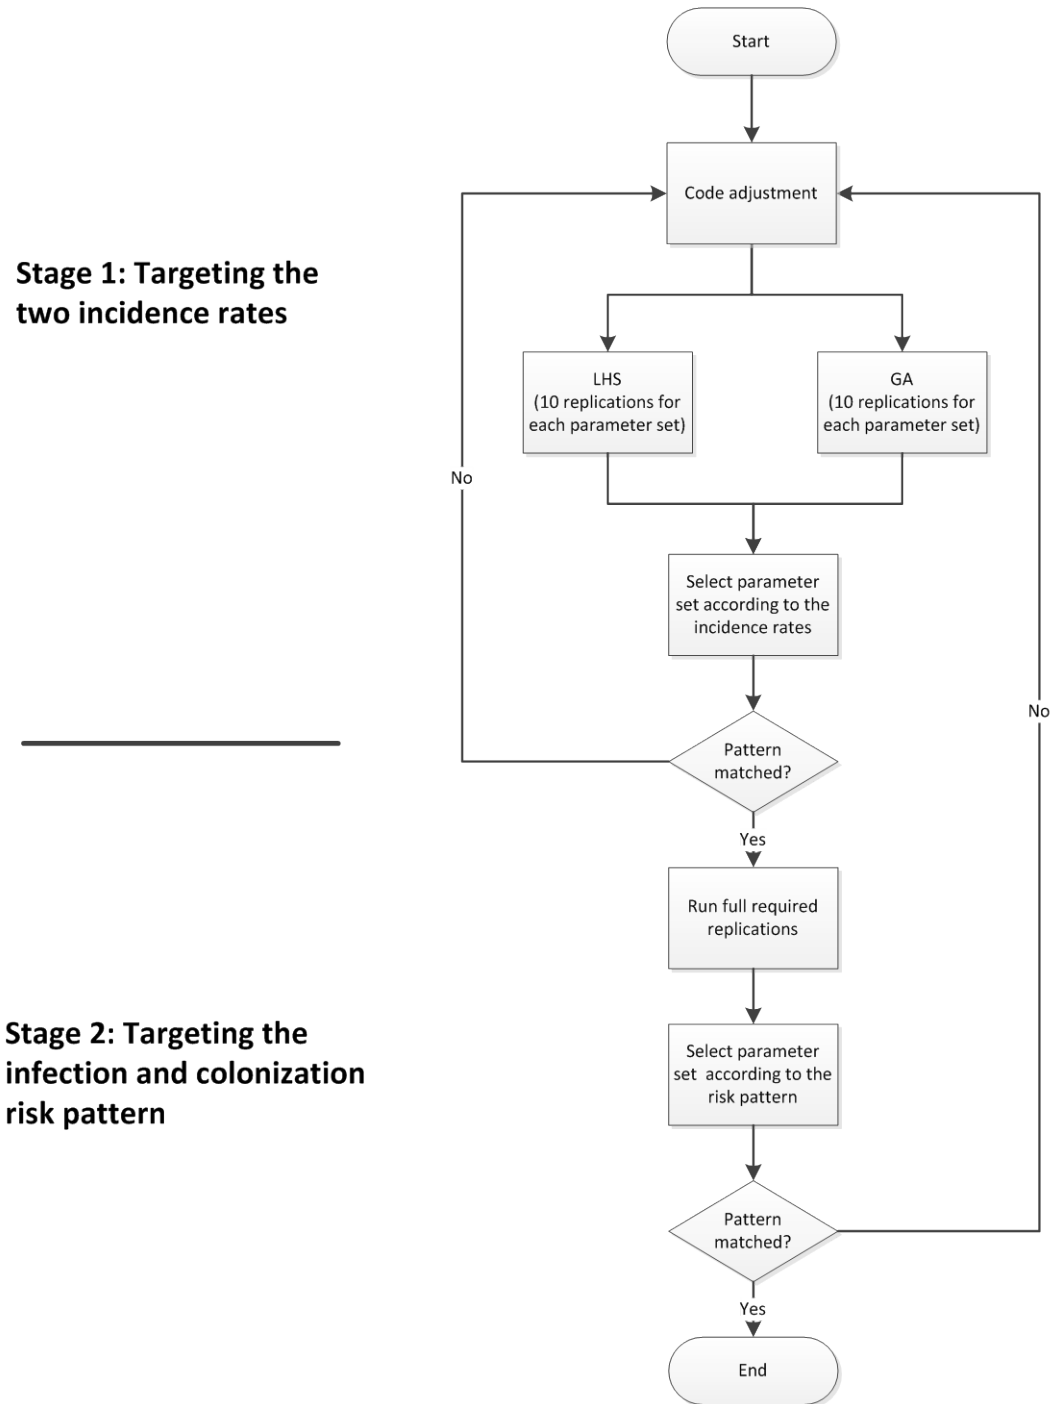 Start
Code adjustment
Stage 1: Targeting the
two incidence rates
LHS
(10 replications for
each parameter set)
GA
(10 replications for
each parameter set)
No
Select parameter
set according to the
incidence rates
No
Pattern
matched?
Yes
Run full required
replications
Stage 2: Targeting the
infection and colonization
risk pattern
Select parameter
set according to the
risk pattern
Pattern
matched?
Yes
End